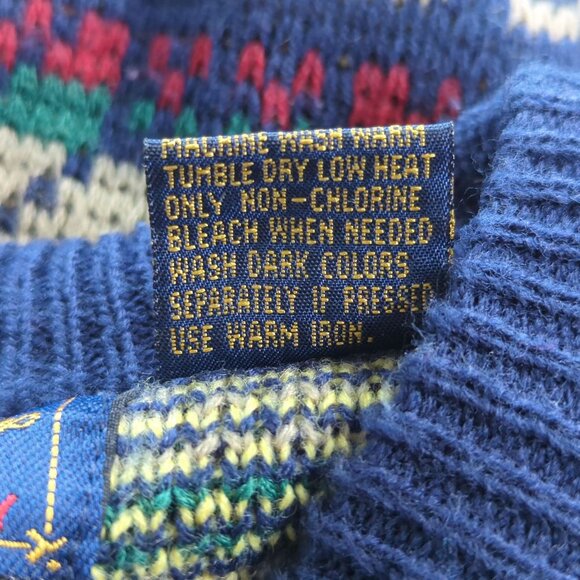 MACHINE WASH WARM
TUMBLE DRY LOW HEAT
ONLY NON-CHLORINE
BLEACH WHEN NEEDED
WASH DARK COLORS
SEPARATELY IF PRESSED
USE WARM IRON.